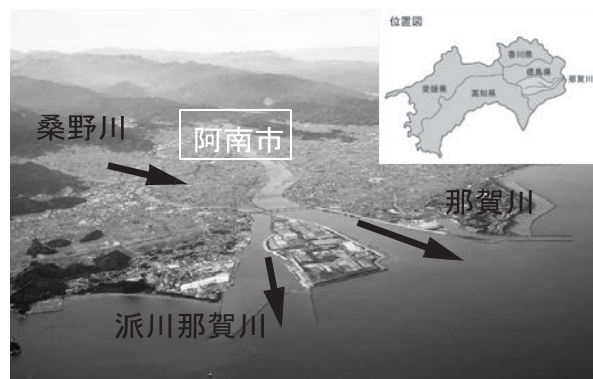 位置図
香川県
徳島県
那賀川
愛媛県
高知県
桑野川
阿南市
那賀川
派川那賀川